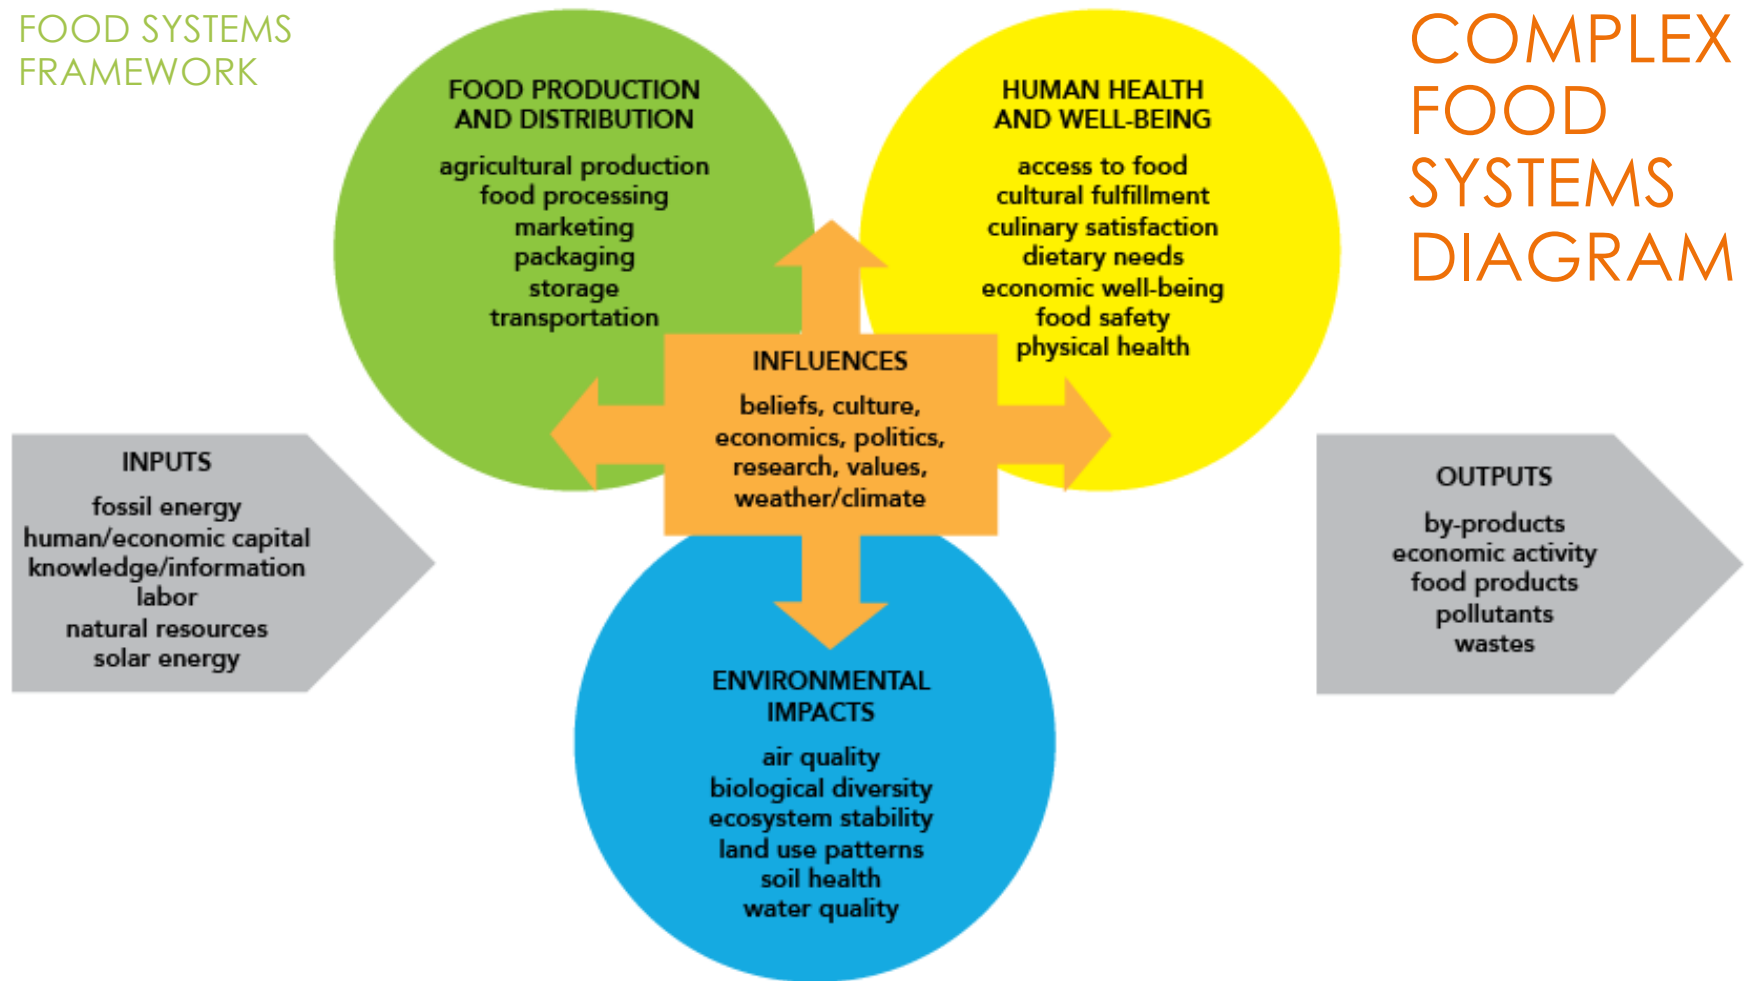 FOOD SYSTEMS
FRAMEWORK
COMPLEX
FOOD
SYSTEMS
DIAGRAM
FOOD PRODUCTION
AND DISTRIBUTION
agricultural production
food processing
marketing
packaging
storage
transportation
HUMAN HEALTH
AND WELL-BEING
access to food
cultural fulfillment
culinary satisfaction
dietary needs
economic well-being
food safety
physical health
INFLUENCES
beliefs, culture,
economics, politics,
research, values,
weather/climate
INPUTS
fossil energy
human/economic capital
knowledge/information
labor
natural resources
solar energy
OUTPUTS
by-products
economic activity
food products
pollutants
wastes
ENVIRONMENTAL
IMPACTS
air quality
biological diversity
ecosystem stability
land use patterns
soil health
water quality